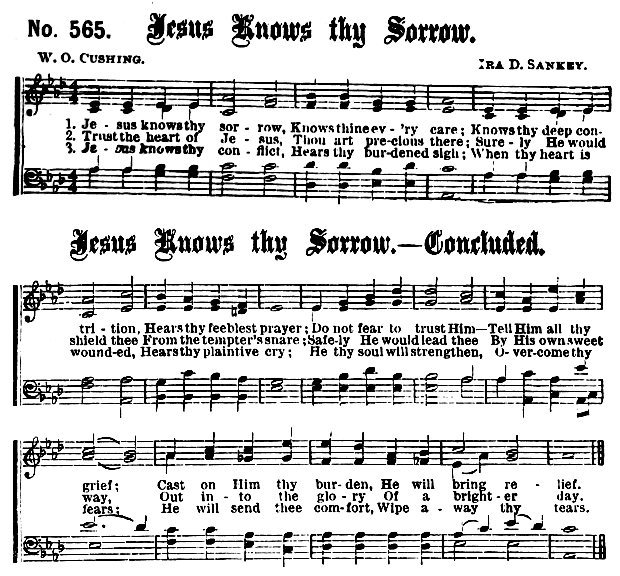 No. 565. Jesus Knows thy Sorrow.
W. O. CUSHING. IRA D. SANKEY.
1. Je - sus knows thy sor - row, Knows thine ev - 'ry care; Knows thy deep con-
2. Trust the heart of Je - sus, Thou art pre-cious there; Sure - ly He would
3. Je - sus knows thy con - flict, Hears thy bur-dened sigh; When thy heart is
Jesus Knows thy Sorrow.—Concluded.
tri - tion, Hears thy feeblest prayer; Do not fear to trust Him—Tell Him all thy
shield thee From the tempter's snare; Safe-ly He would lead thee By His own sweet
wound-ed, Hears thy plaintive cry; He thy soul will strengthen, O - ver-come thy
grief; Cast on Him thy bur-den, He will bring re - lief.
way, Out in - to the glo - ry Of a bright - er day.
fears; He will send thee com-fort, Wipe a - way thy tears.